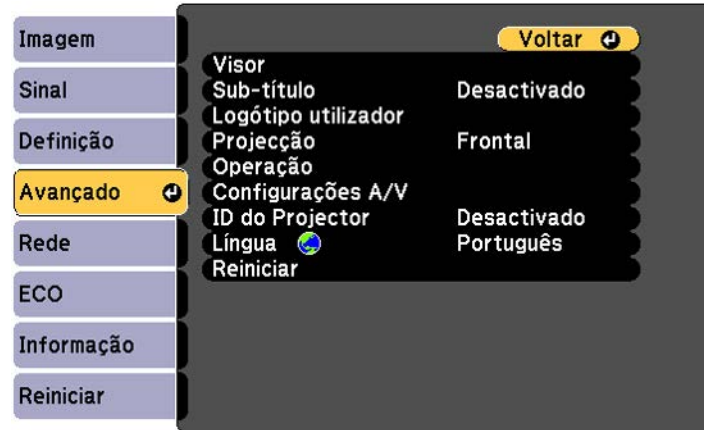 Imagem
Sinal
Definição
Avançado
Rede
ECO
Informação
Reiniciar
Voltar
Visor
Sub-título Desactivado
Logótipo utilizador
Projecção Frontal
Operação
Configurações A/V
ID do Projector Desactivado
Língua Português
Reiniciar